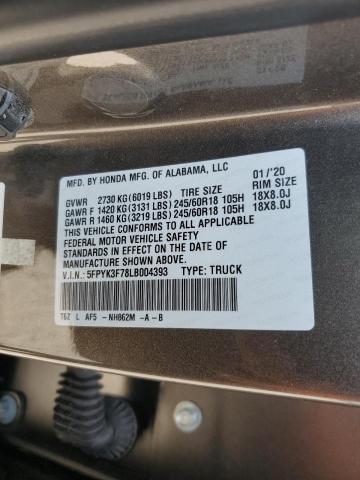 MFD. BY HONDA MFG. OF ALABAMA, LLC
01/'20
GVWR 2730 KG(6019 LBS) TIRE SIZE RIM SIZE
GAWR F 1420 KG(3131 LBS) 245/60R18 105H 18X8.0J
GAWR R 1460 KG(3219 LBS) 245/60R18 105H 18X8.0J
THIS VEHICLE CONFORMS TO ALL APPLICABLE
FEDERAL MOTOR VEHICLE SAFETY
STANDARDS IN EFFECT ON THE DATE OF
MANUFACTURE SHOWN ABOVE.
V.I.N.: 5FPYK3F78LB004393 TYPE: TRUCK
T6Z L AF5 -NH862M -A-B